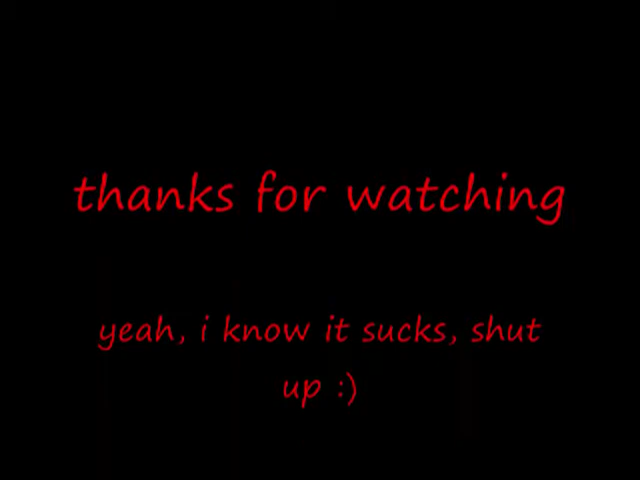 thanks for watching
yeah, i know it sucks, shut
up :)